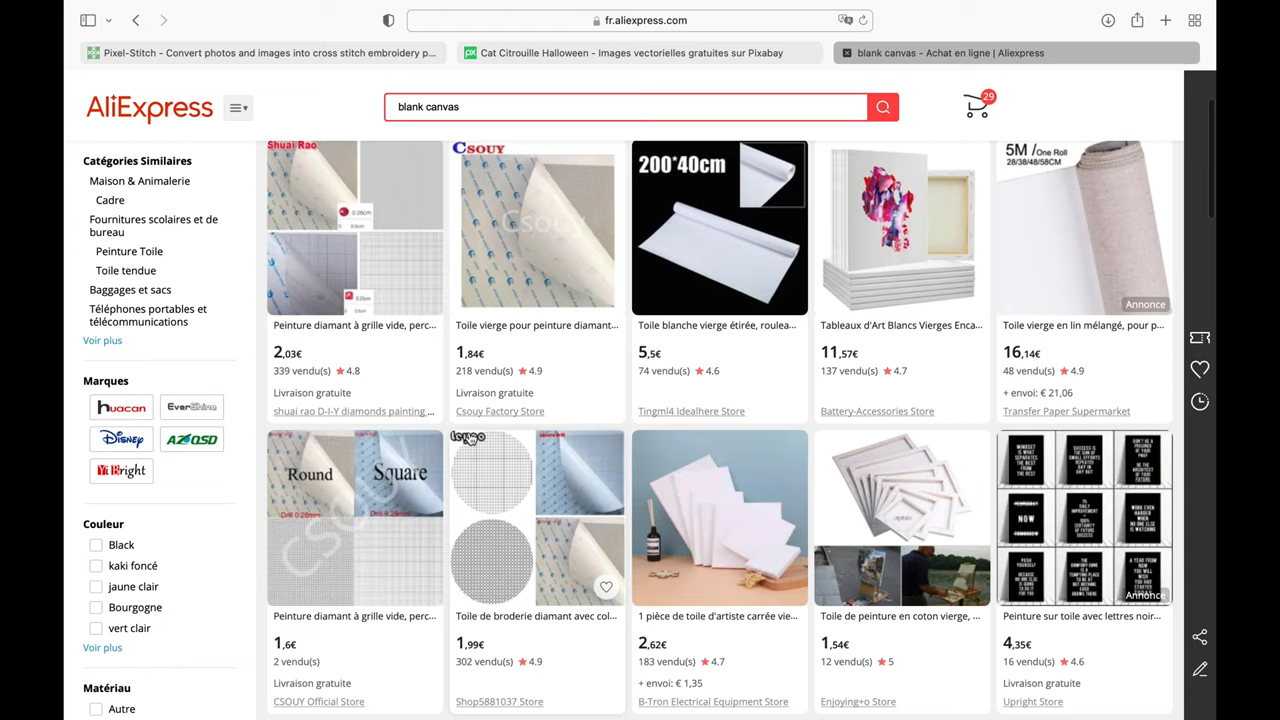 fr.aliexpress.com
Pixel-Stitch - Convert photos and images into cross stitch embroidery p...
Cat Citrouille Halloween - Images vectorielles gratuites sur Pixabay
blank canvas - Achat en ligne | Aliexpress
AliExpress
blank canvas
29
Catégories Similaires
Maison & Animalerie
Cadre
Fournitures scolaires et de
bureau
Peinture Toile
Toile tendue
Bagages et sacs
Téléphones portables et
télécommunications
Voir plus
Marques
huacan
EverShine
Disney
AZQSD
YiBright
Couleur
Black
kaki foncé
jaune clair
Bourgogne
vert clair
Voir plus
Matériau
Autre
Shuai Rao
0.28cm
0.25cm
Peinture diamant à grille vide, perc...
2,03€
339 vendu(s) 4.8
Livraison gratuite
shuai rao D-I-Y diamonds painting ...
CSOUY
Csouy
Toile vierge pour peinture diamant...
1,84€
218 vendu(s) 4.9
Livraison gratuite
Csouy Factory Store
200*40cm
Toile blanche vierge étirée, roulea...
5,5€
74 vendu(s) 4.6
Tingml4 Idealhere Store
Tableaux d'Art Blancs Vierges Enca...
11,57€
137 vendu(s) 4.7
Battery-Accessories Store
5M /One Roll
28/38/48/58CM
Annonce
Toile vierge en lin mélangé, pour p...
16,14€
48 vendu(s) 4.9
+ envoi: € 21,06
Transfer Paper Supermarket
Round
Square
Drill 0.28mm
Peinture diamant à grille vide, perc...
1,6€
2 vendu(s)
Livraison gratuite
CSOUY Official Store
Toile de broderie diamant avec col...
1,99€
302 vendu(s) 4.9
Livraison gratuite
Shop5881037 Store
1 pièce de toile d'artiste carrée vie...
2,62€
183 vendu(s) 4.7
+ envoi: € 1,35
B-Tron Electrical Equipment Store
Toile de peinture en coton vierge, ...
1,54€
12 vendu(s) 5
Enjoying+o Store
NOW
Annonce
Peinture sur toile avec lettres noir...
4,35€
16 vendu(s) 4.6
Livraison gratuite
Upright Store